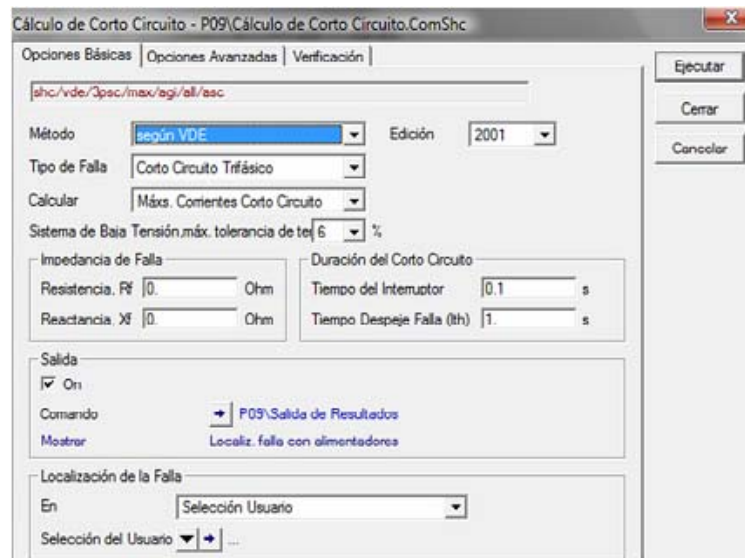 Cálculo de Corto Circuito - P09\Cálculo de Corto Circuito.ComShc
Opciones Básicas Opciones Avanzadas Verificación
Ejecutar
shc/vde/3psc/max/agi/all/asc
Cerrar
Método según VDE Edición 2001
Cancelar
Tipo de Falla Corto Circuito Trifásico
Calcular Máxs. Corrientes Corto Circuito
Sistema de Baja Tensión.máx. tolerancia de ter 6 %
Impedancia de Falla Duración del Corto Circuito
Resistencia. Rf 0. Ohm Tiempo del Interruptor 0.1 s
Reactancia. Xf 0. Ohm Tiempo Despeje Falla (Ith) 1. s
Salida
On
Comando P09\Salida de Resultados
Mostrar Localiz. falla con alimentadores
Localización de la Falla
En Selección Usuario
Selección del Usuario ...